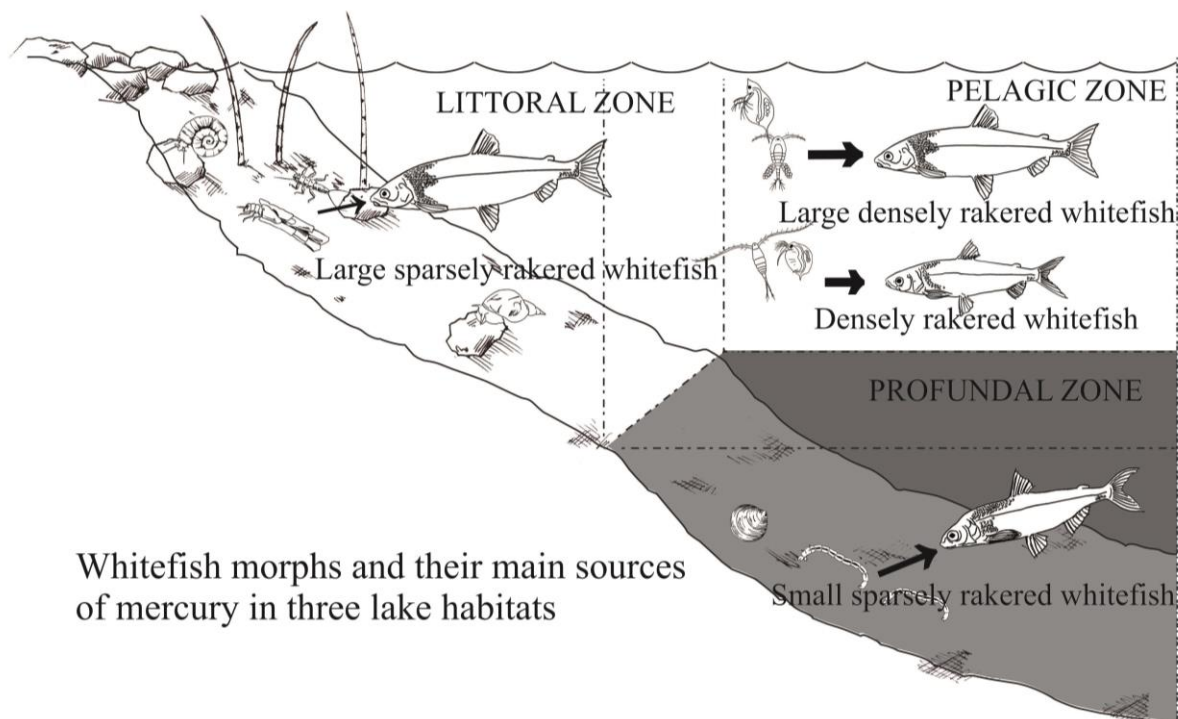 LITTORAL ZONE
PELAGIC ZONE
Large densely rakered whitefish
Large sparsely rakered whitefish
Densely rakered whitefish
PROFUNDAL ZONE
Small sparsely rakered whitefish
Whitefish morphs and their main sources
of mercury in three lake habitats